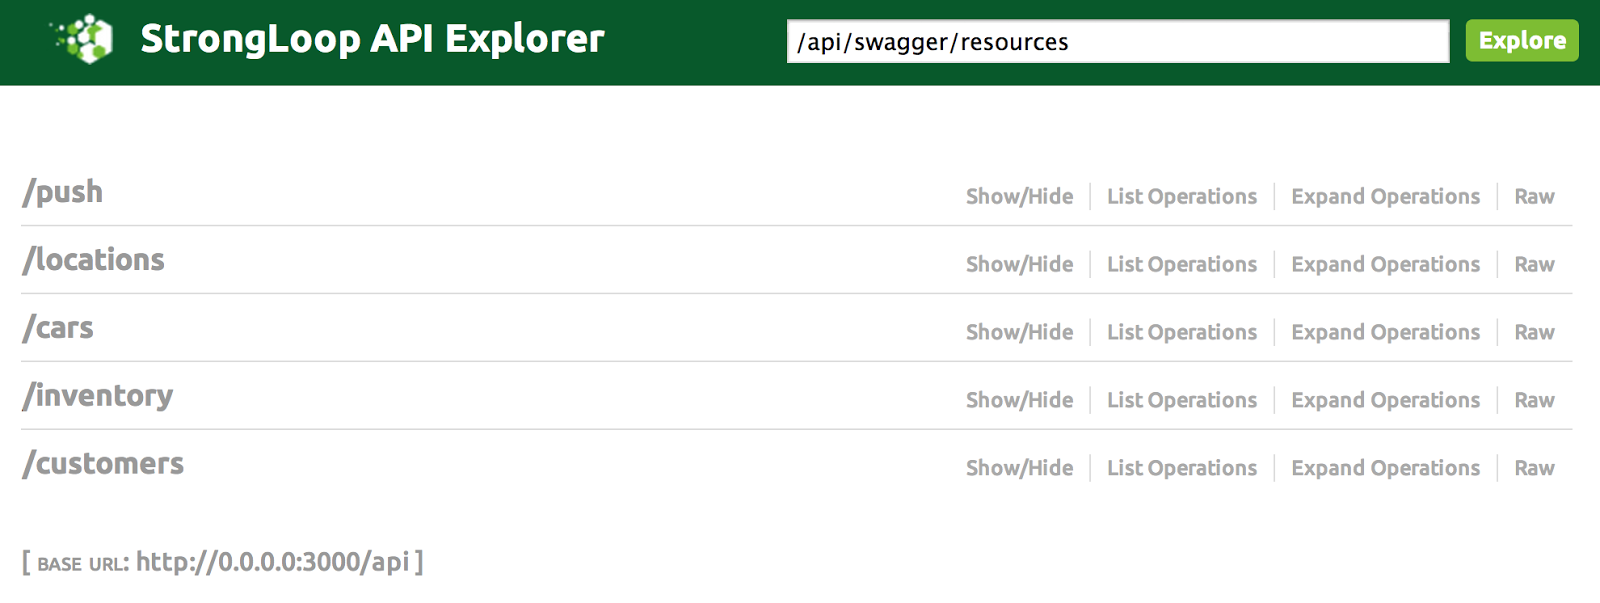 StrongLoop API Explorer /api/swagger/resources Explore
/push Show/Hide List Operations Expand Operations Raw
/locations Show/Hide List Operations Expand Operations Raw
/cars Show/Hide List Operations Expand Operations Raw
/inventory Show/Hide List Operations Expand Operations Raw
/customers Show/Hide List Operations Expand Operations Raw
[ BASE URL: http://0.0.0.0:3000/api ]